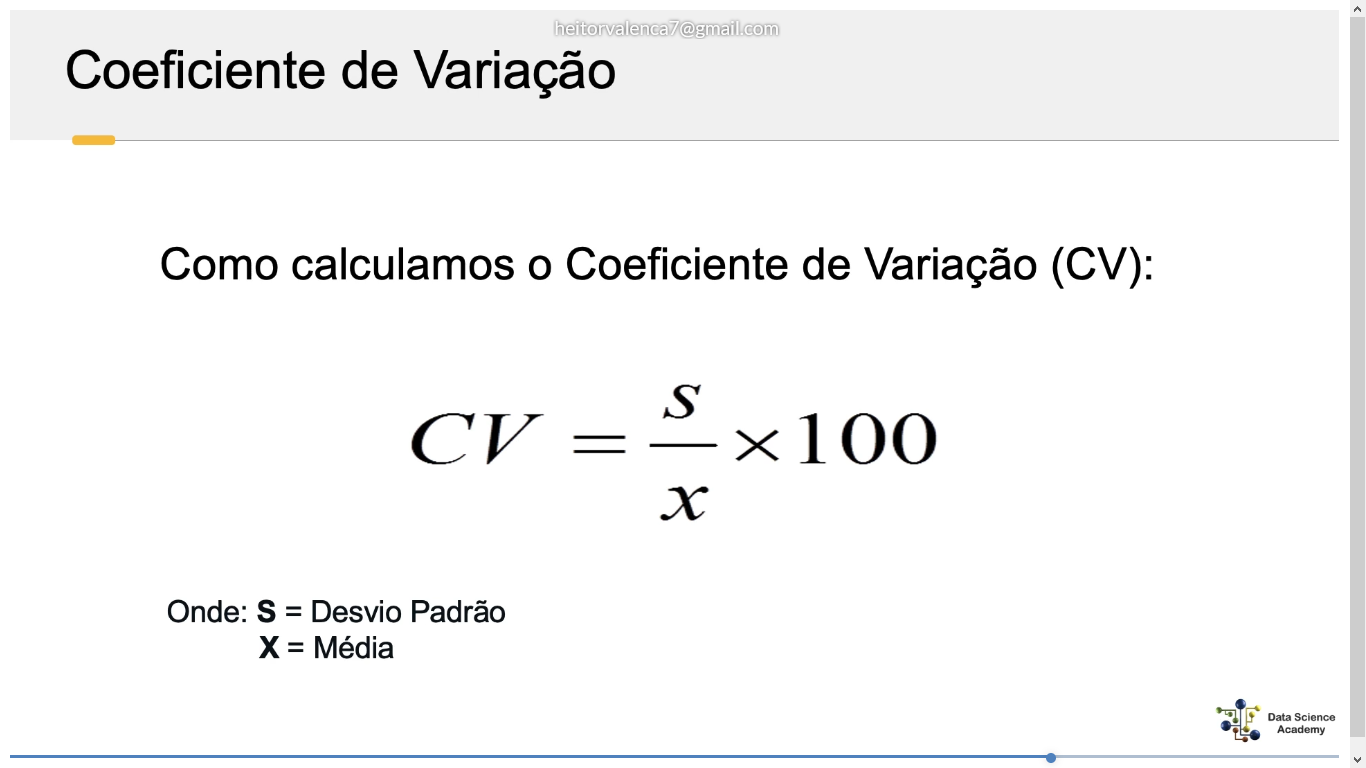 heitorvalenca7@gmail.com
Coeficiente de Variação
Como calculamos o Coeficiente de Variação (CV):
CV = s/x × 100
Onde: S = Desvio Padrão
X = Média
Data Science
Academy